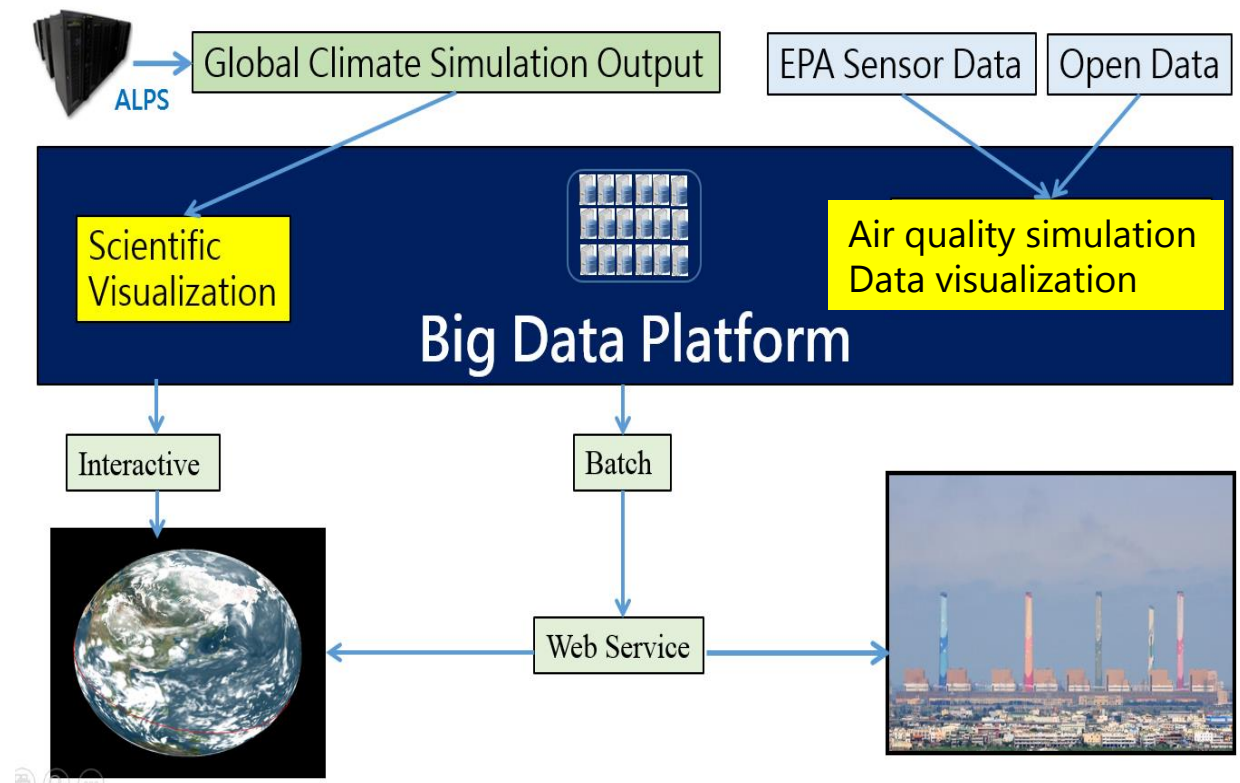 ALPS
Global Climate Simulation Output
EPA Sensor Data
Open Data
Scientific
Visualization
Air quality simulation
Data visualization
Big Data Platform
Interactive
Batch
Web Service